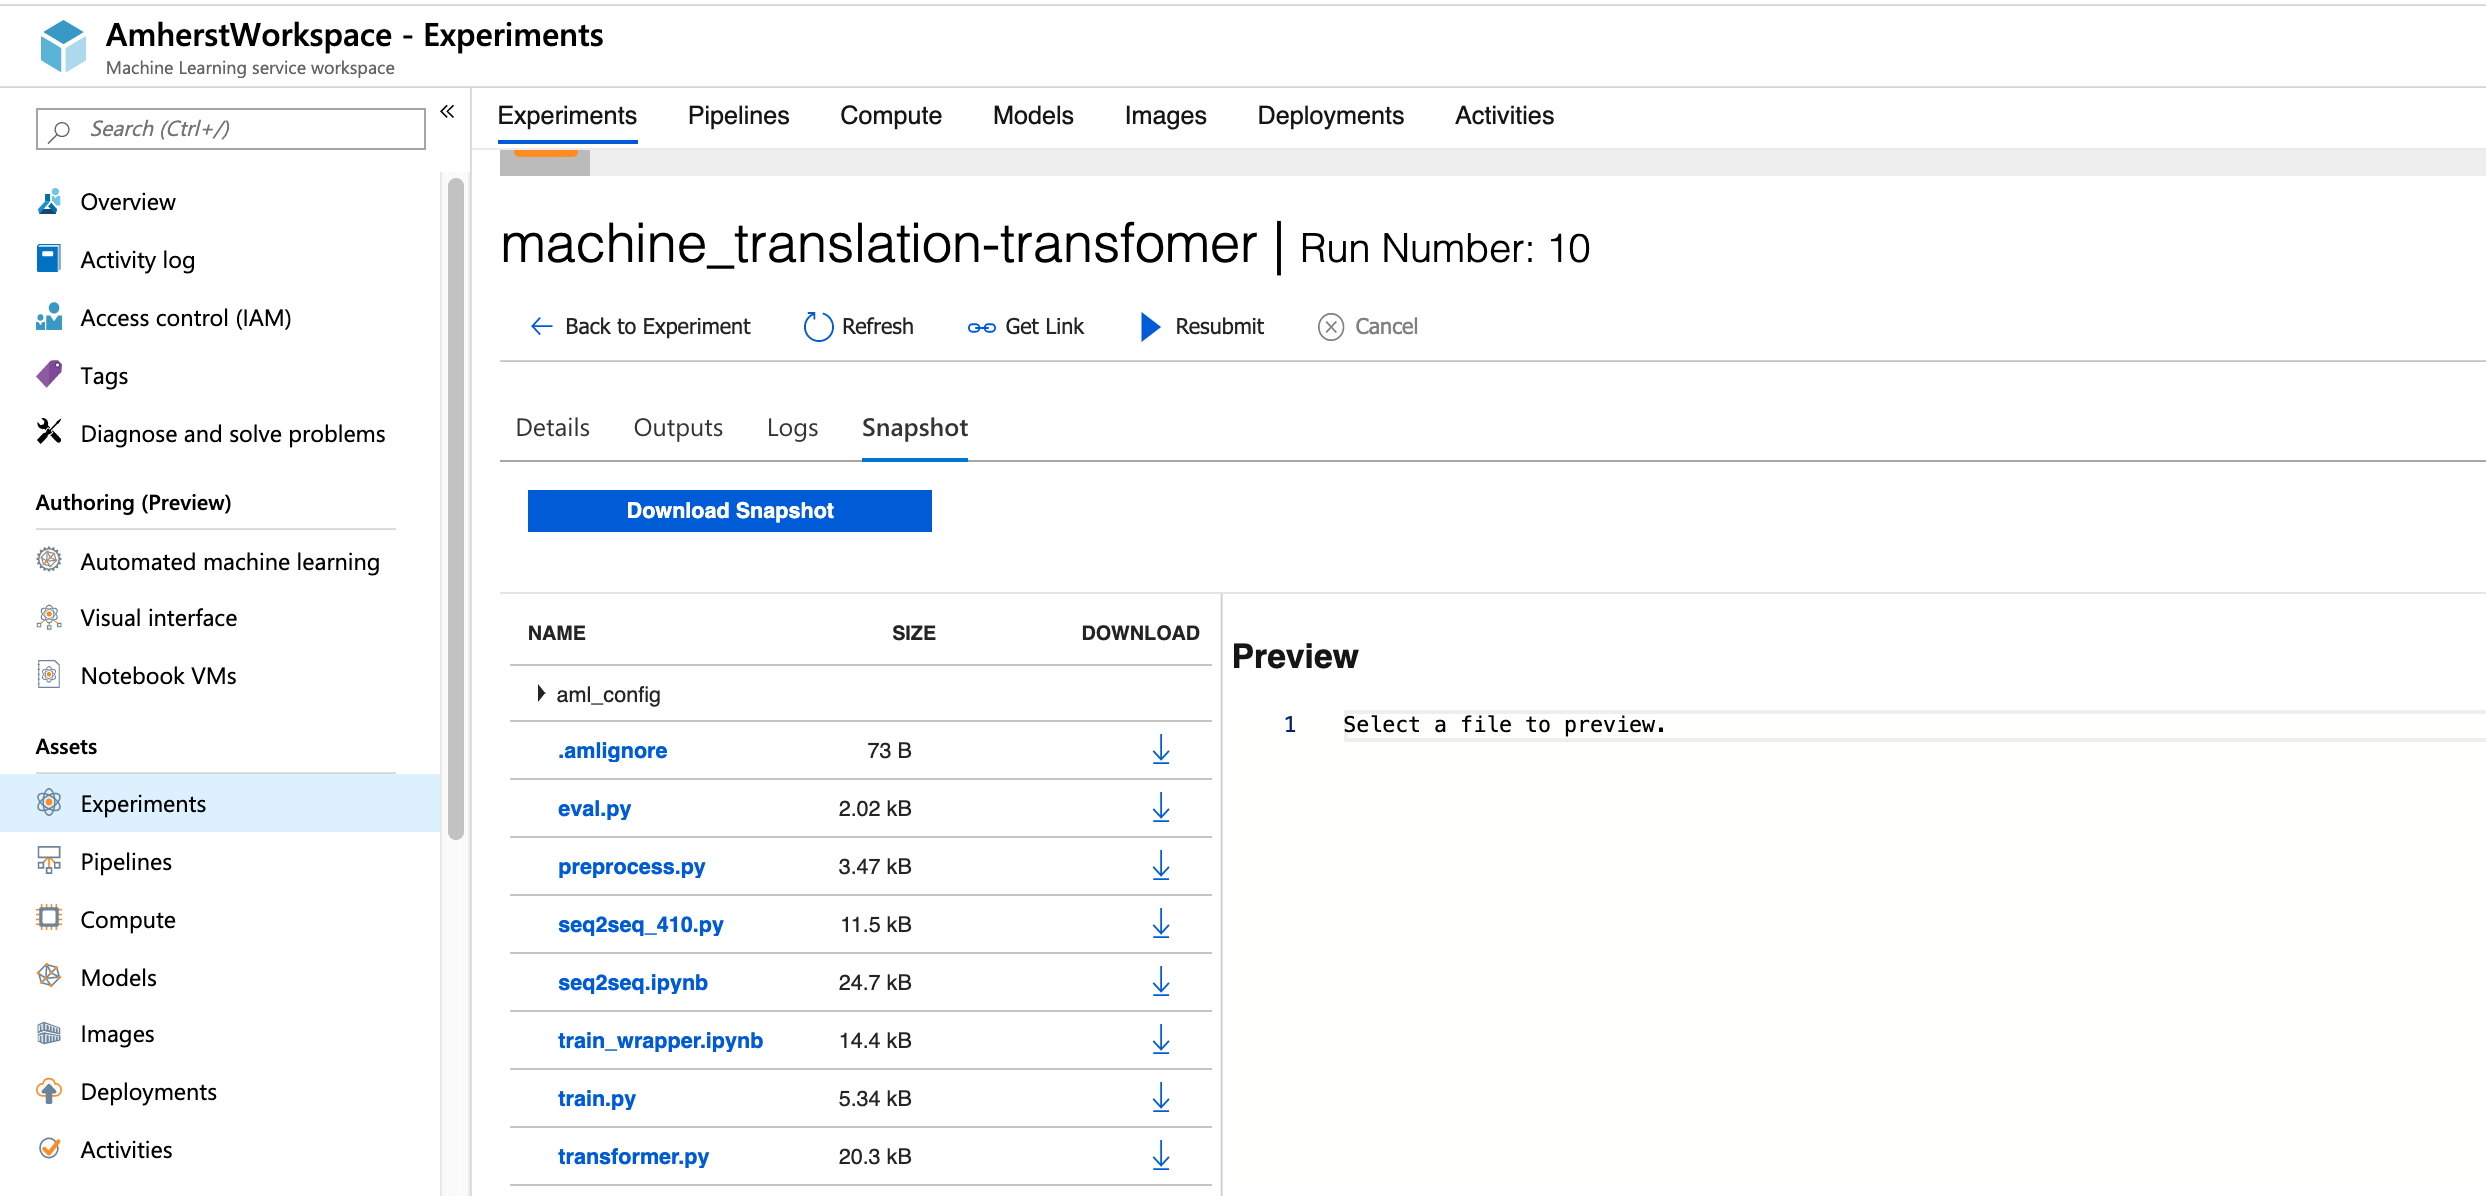 AmherstWorkspace - Experiments
Machine Learning service workspace
Search (Ctrl+/)
«
Overview
Activity log
Access control (IAM)
Tags
Diagnose and solve problems
Authoring (Preview)
Automated machine learning
Visual interface
Notebook VMs
Assets
Experiments
Pipelines
Compute
Models
Images
Deployments
Activities
Experiments Pipelines Compute Models Images Deployments Activities
machine_translation-transfomer | Run Number: 10
Back to Experiment Refresh Get Link Resubmit Cancel
Details Outputs Logs Snapshot
Download Snapshot
NAME SIZE DOWNLOAD
aml_config
.amlignore 73 B
eval.py 2.02 kB
preprocess.py 3.47 kB
seq2seq_410.py 11.5 kB
seq2seq.ipynb 24.7 kB
train_wrapper.ipynb 14.4 kB
train.py 5.34 kB
transformer.py 20.3 kB
Preview
1 Select a file to preview.